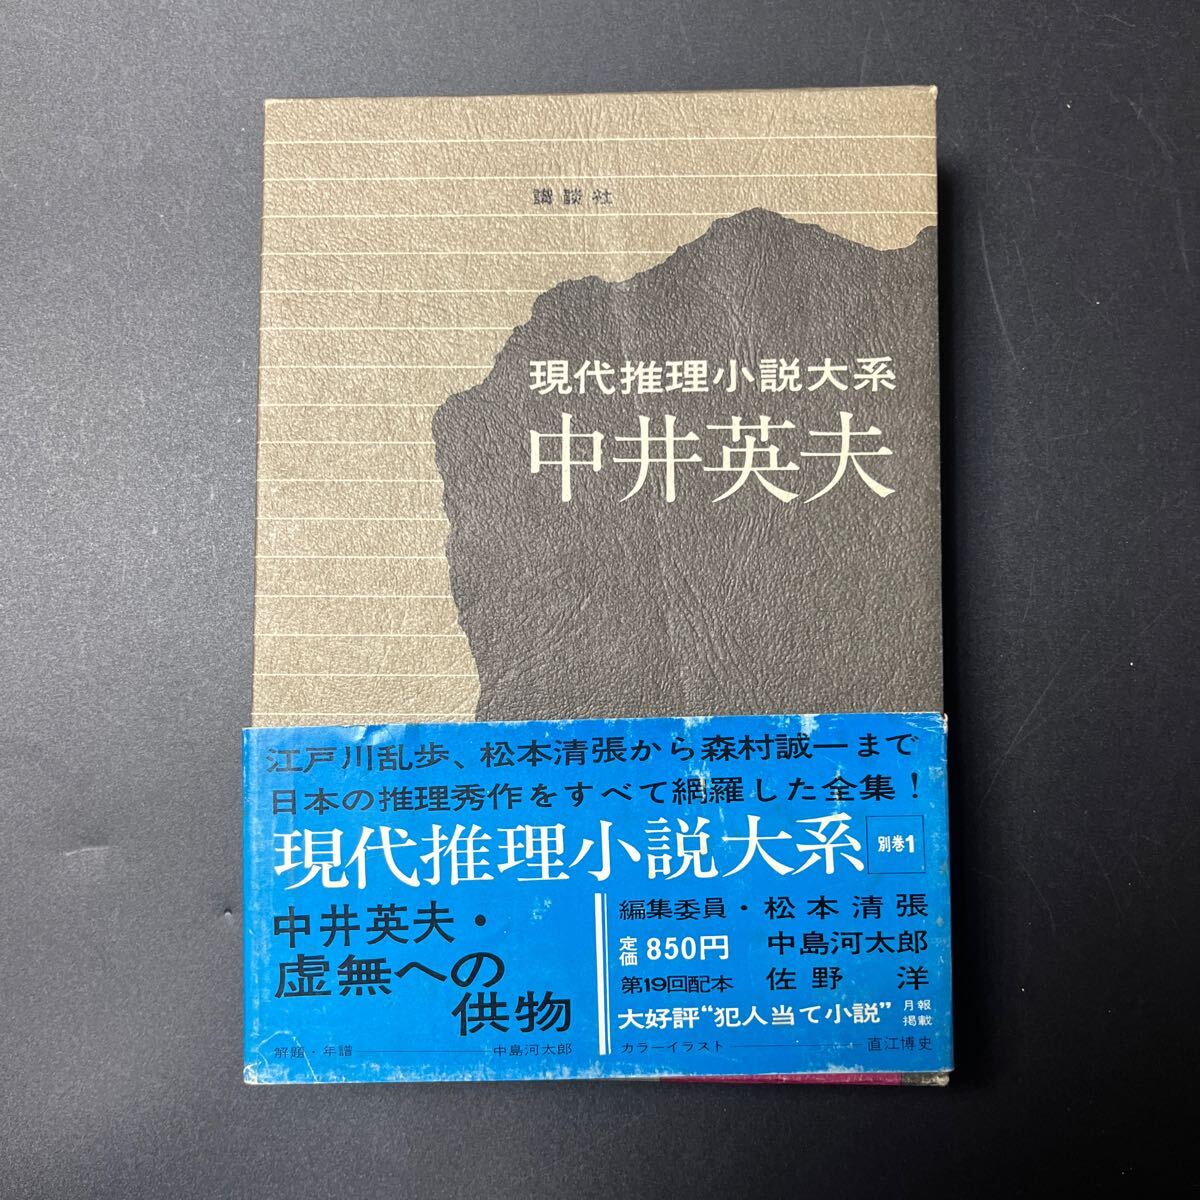 講談社
現代推理小説大系
中井英夫
江戸川乱歩、松本清張から森村誠一まで
日本の推理秀作をすべて網羅した全集！
現代推理小説大系 別巻1
中井英夫・
虚無への
供物
解題・年譜 中島河太郎
編集委員・松本清張
中島河太郎
佐野洋
定価 850円
第19回配本
大好評“犯人当て小説” 月報掲載
カラーイラスト 直江博史